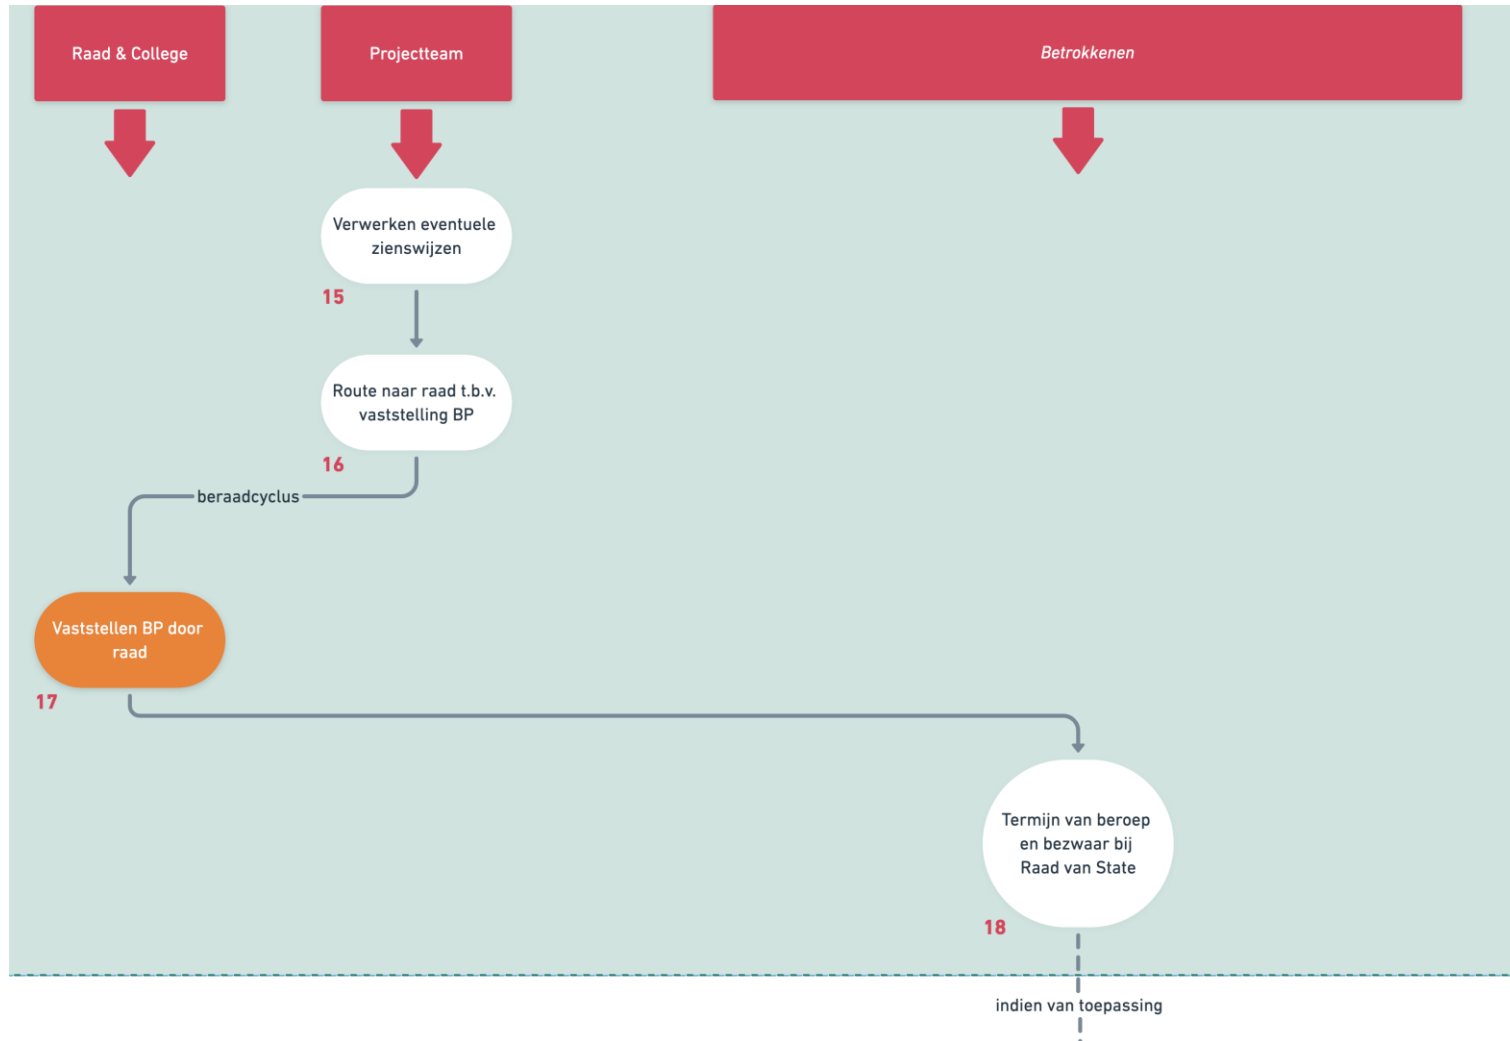 Raad & College
Projectteam
Betrokkenen
Verwerken eventuele
zienswijzen
15
Route naar raad t.b.v.
vaststelling BP
16
beraadcyclus
Vaststellen BP door
raad
17
Termijn van beroep
en bezwaar bij
Raad van State
18
indien van toepassing